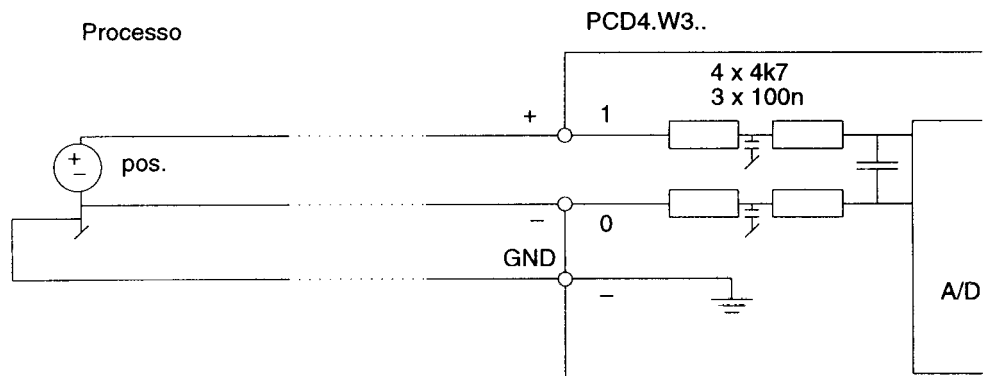 Processo
PCD4.W3..
4 x 4k7
3 x 100n
+
1
+
−
pos.
−
0
GND
−
A/D